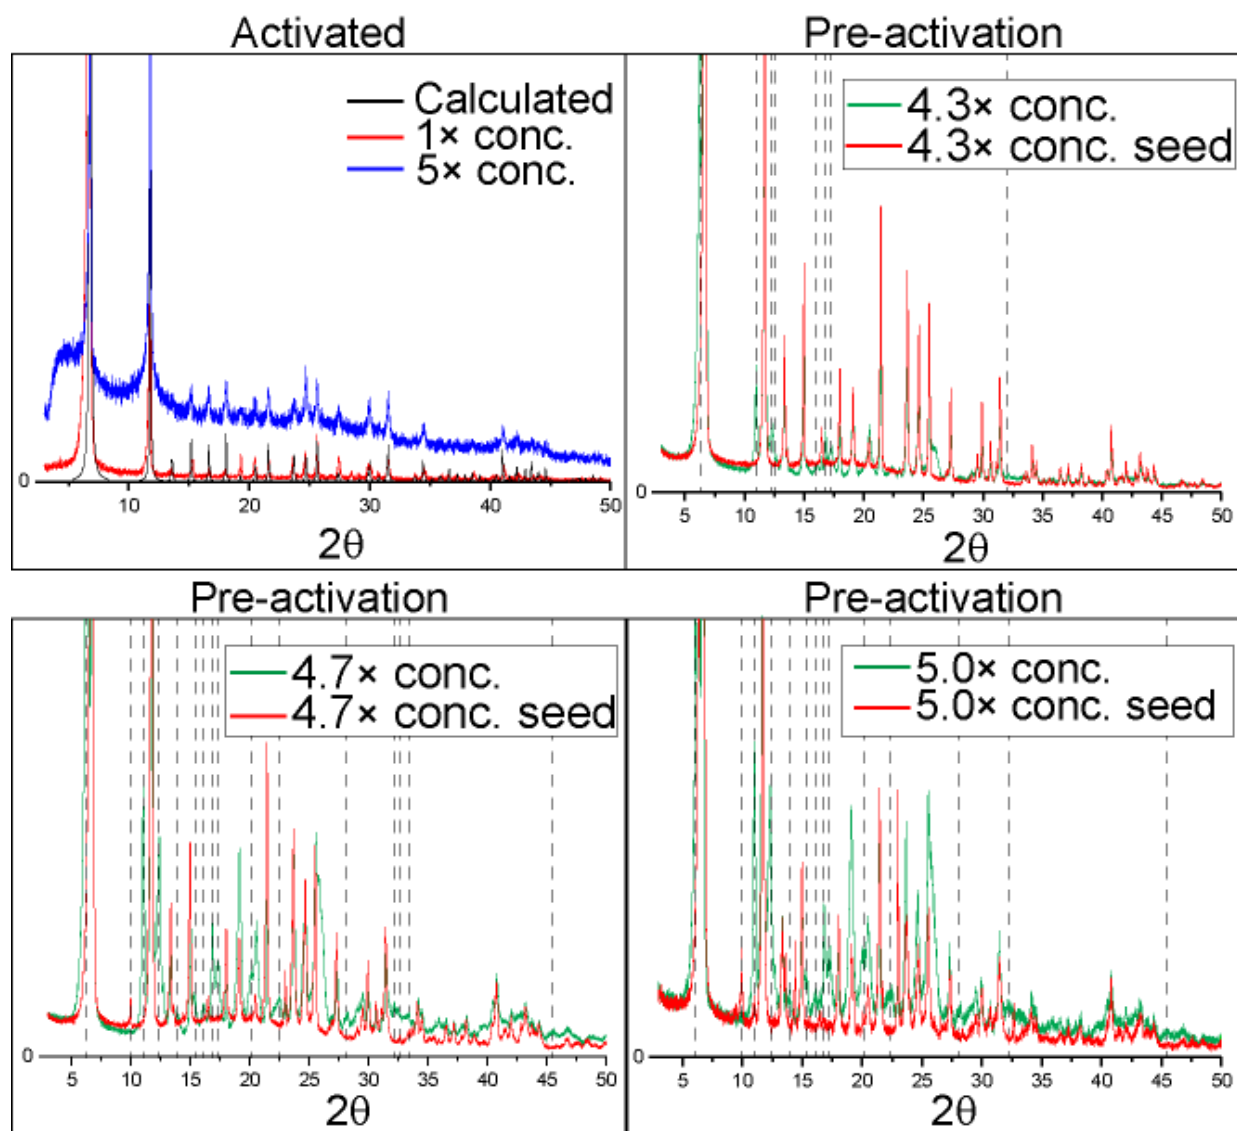 Activated
Calculated
1× conc.
5× conc.
0
10 20 30 40 50
2θ
Pre-activation
4.3× conc.
4.3× conc. seed
0
5 10 15 20 25 30 35 40 45 50
2θ
Pre-activation
4.7× conc.
4.7× conc. seed
0
5 10 15 20 25 30 35 40 45 50
2θ
Pre-activation
5.0× conc.
5.0× conc. seed
0
5 10 15 20 25 30 35 40 45 50
2θ